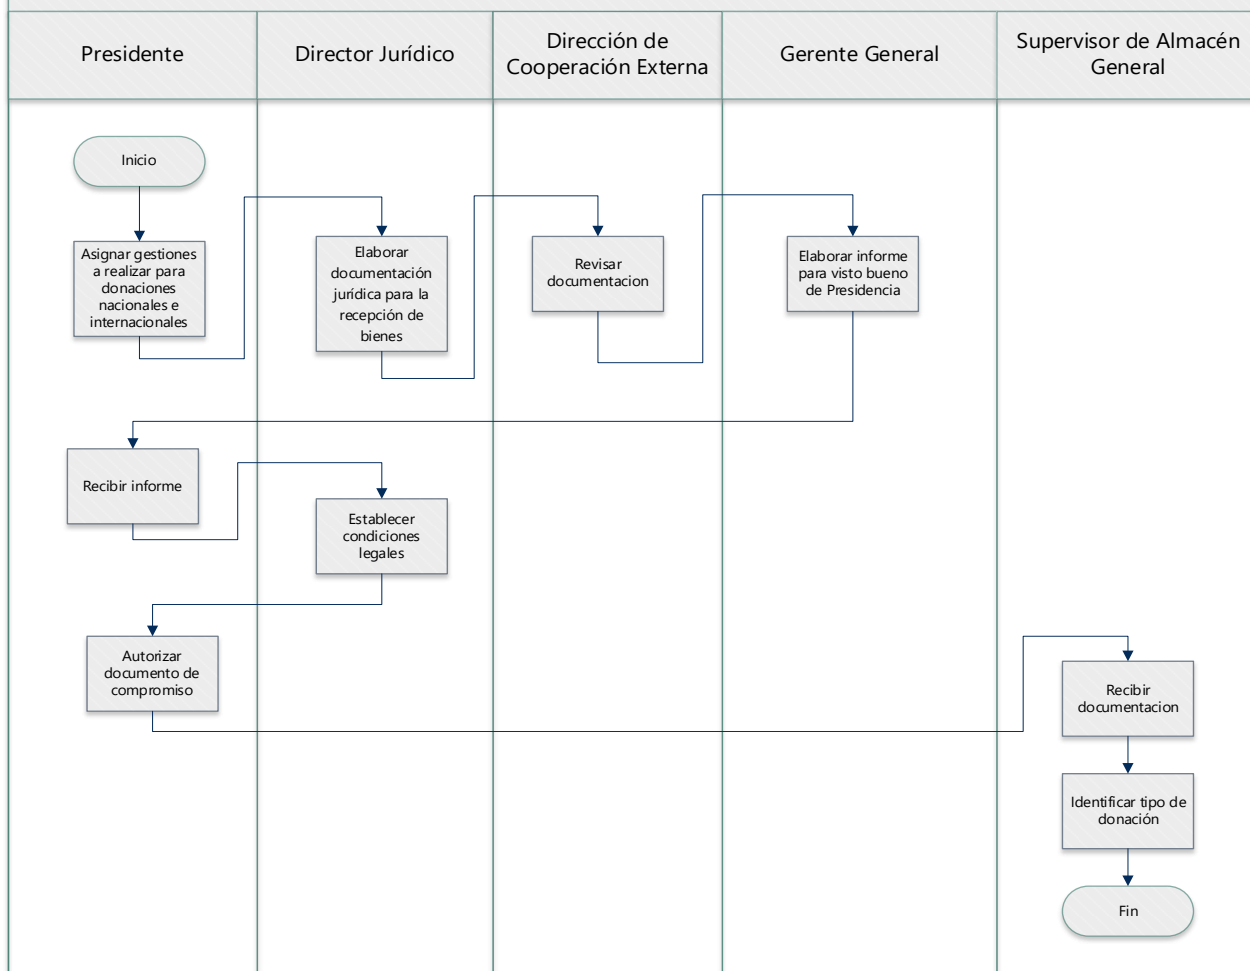 Presidente
Director Jurídico
Dirección de
Cooperación Externa
Gerente General
Supervisor de Almacén
General
Inicio
Asignar gestiones
a realizar para
donaciones
nacionales e
internacionales
Elaborar
documentación
jurídica para la
recepción de
bienes
Revisar
documentacion
Elaborar informe
para visto bueno
de Presidencia
Recibir informe
Establecer
condiciones
legales
Autorizar
documento de
compromiso
Recibir
documentacion
Identificar tipo de
donación
Fin